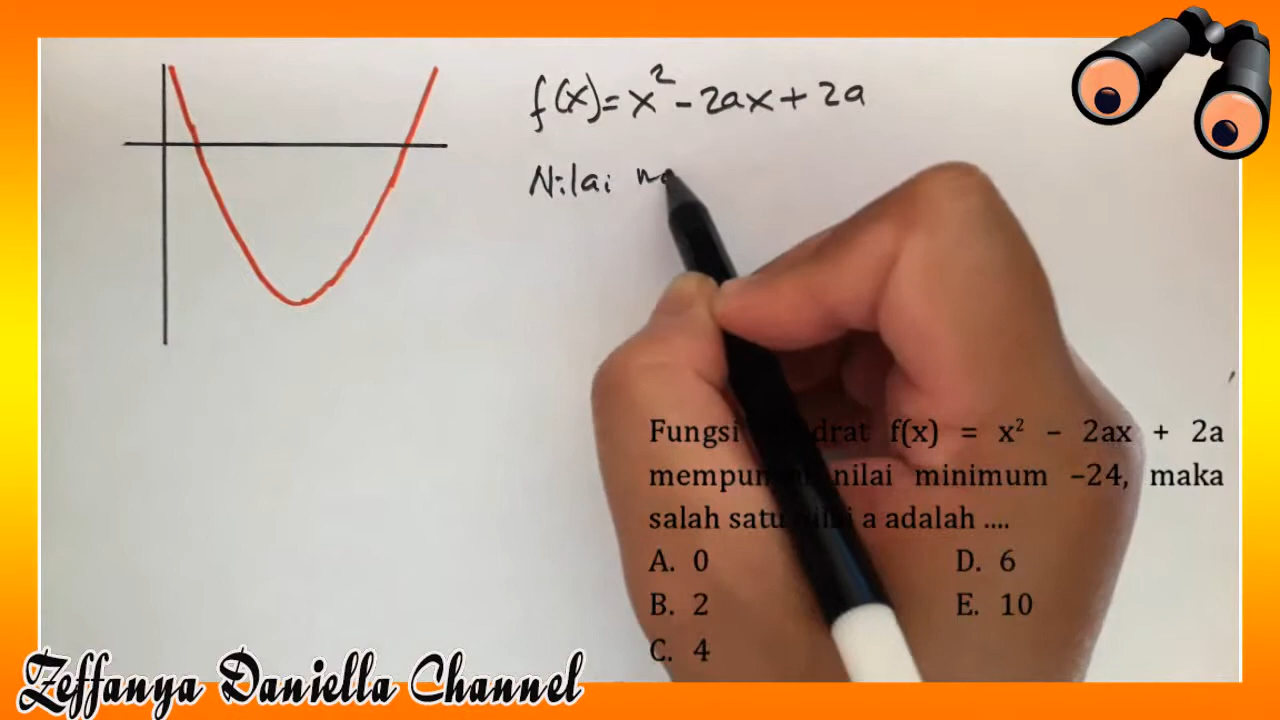 f(x) = x² - 2ax + 2a
Nilai
Fungsi f(x) = x² – 2ax + 2a
nilai minimum –24, maka
salah satu a adalah ....
A. 0
D. 6
B. 2
E. 10
C. 4
Zeffanya Daniella Channel